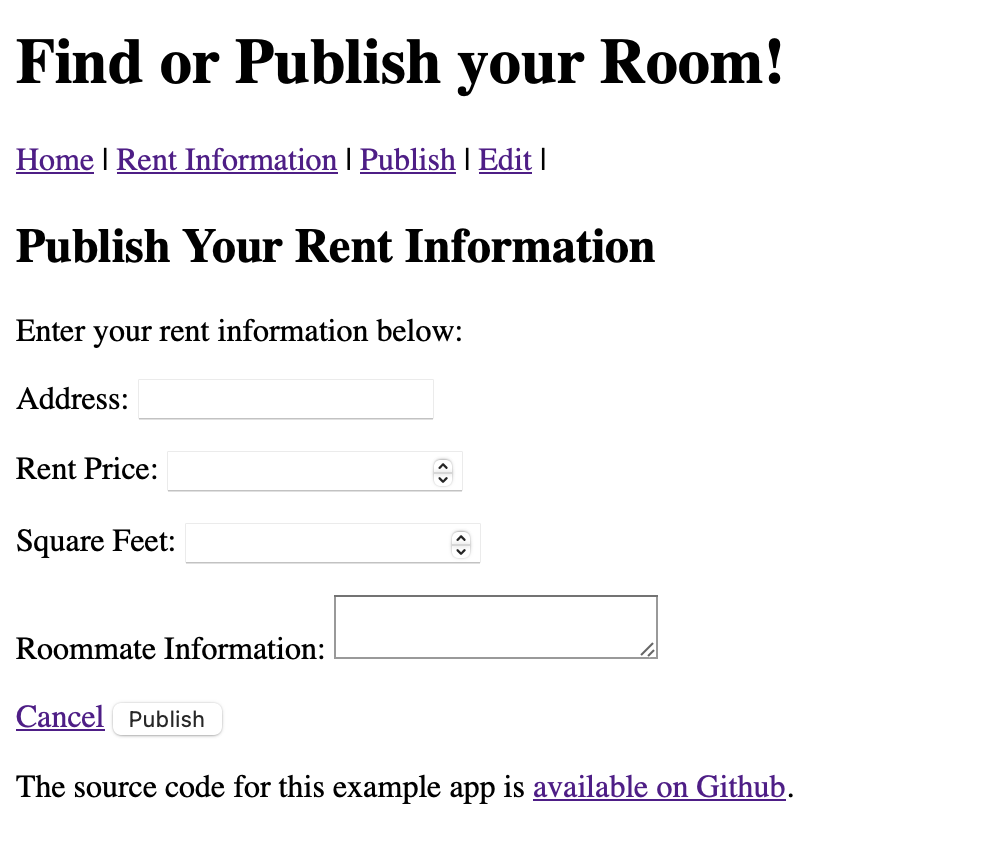 Find or Publish your Room!
Home | Rent Information | Publish | Edit |
Publish Your Rent Information
Enter your rent information below:
Address:
Rent Price:
Square Feet:
Roommate Information:
Cancel Publish
The source code for this example app is available on Github.